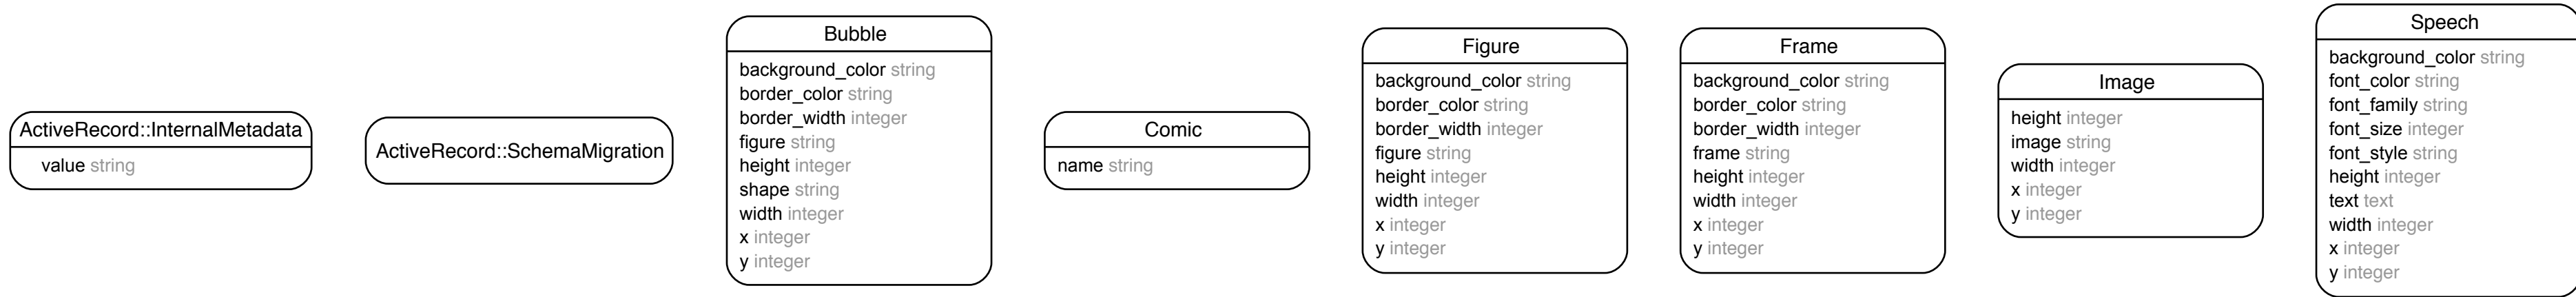 ActiveRecord::InternalMetadata
value string
ActiveRecord::SchemaMigration
Bubble
background_color string
border_color string
border_width integer
figure string
height integer
shape string
width integer
x integer
y integer
Comic
name string
Figure
background_color string
border_color string
border_width integer
figure string
height integer
width integer
x integer
y integer
Frame
background_color string
border_color string
border_width integer
frame string
height integer
width integer
x integer
y integer
Image
height integer
image string
width integer
x integer
y integer
Speech
background_color string
font_color string
font_family string
font_size integer
font_style string
height integer
text text
width integer
x integer
y integer